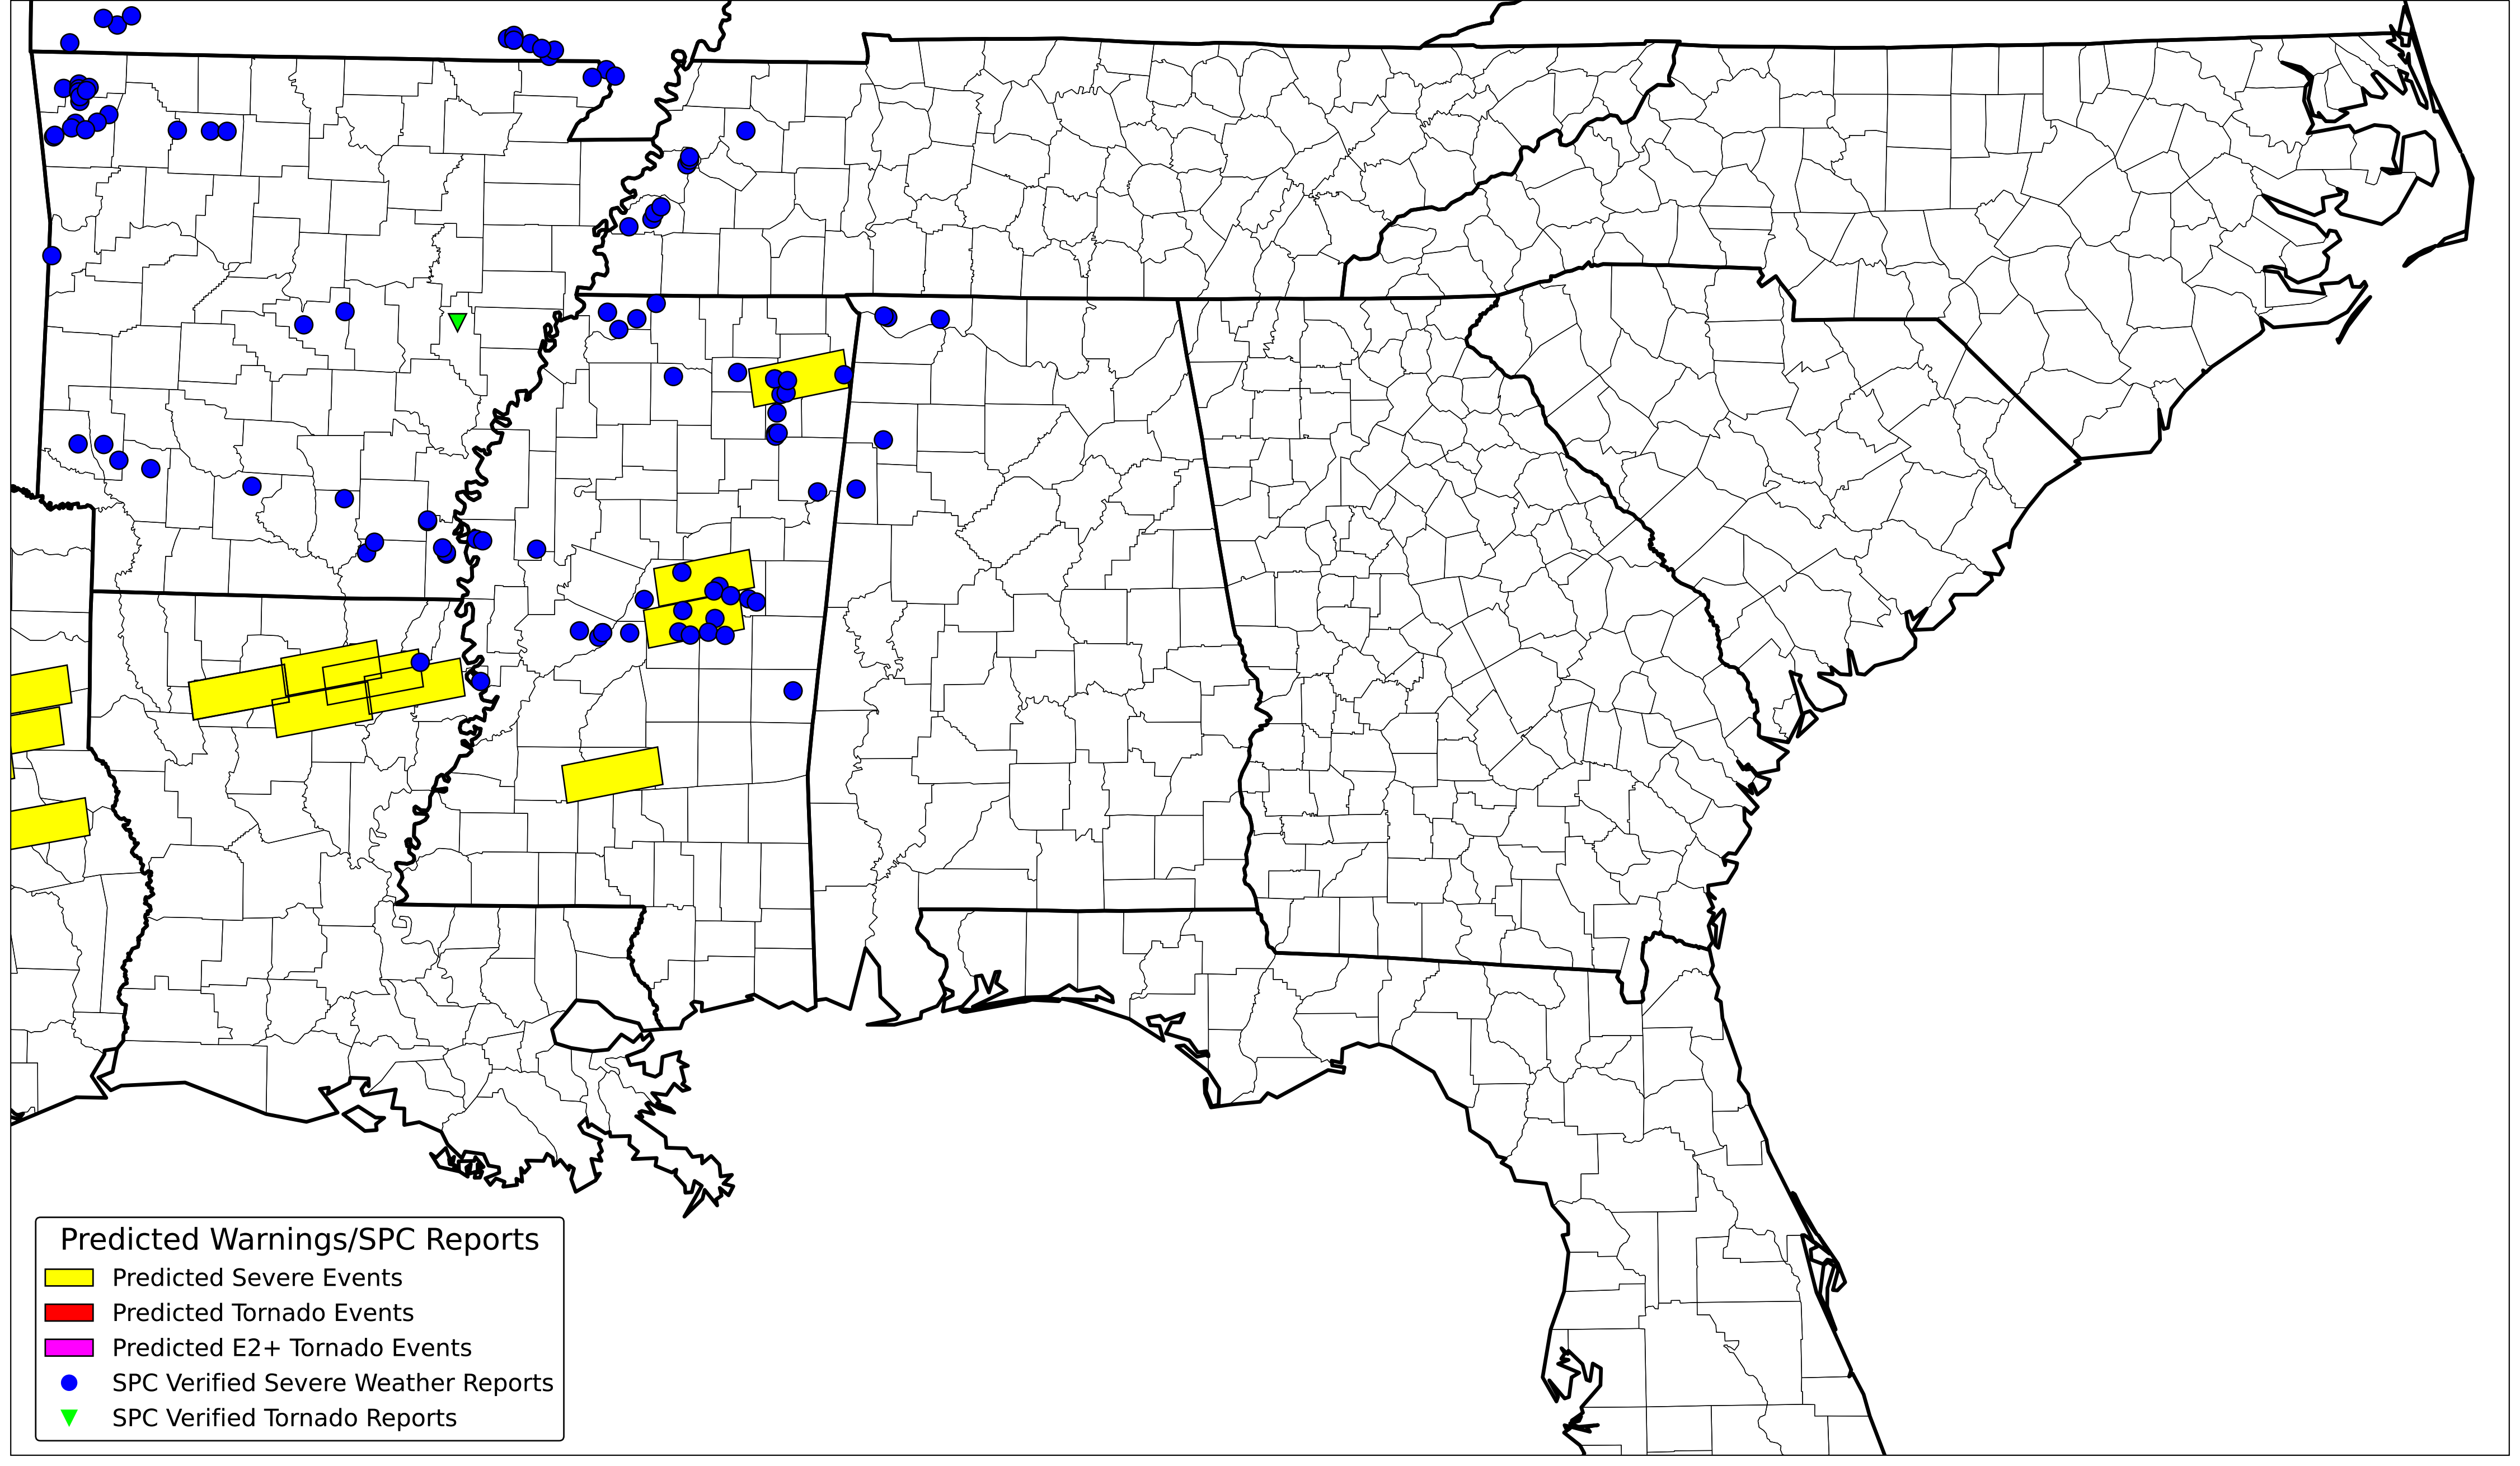 Predicted Warnings/SPC Reports
Predicted Severe Events
Predicted Tornado Events
Predicted E2+ Tornado Events
SPC Verified Severe Weather Reports
SPC Verified Tornado Reports